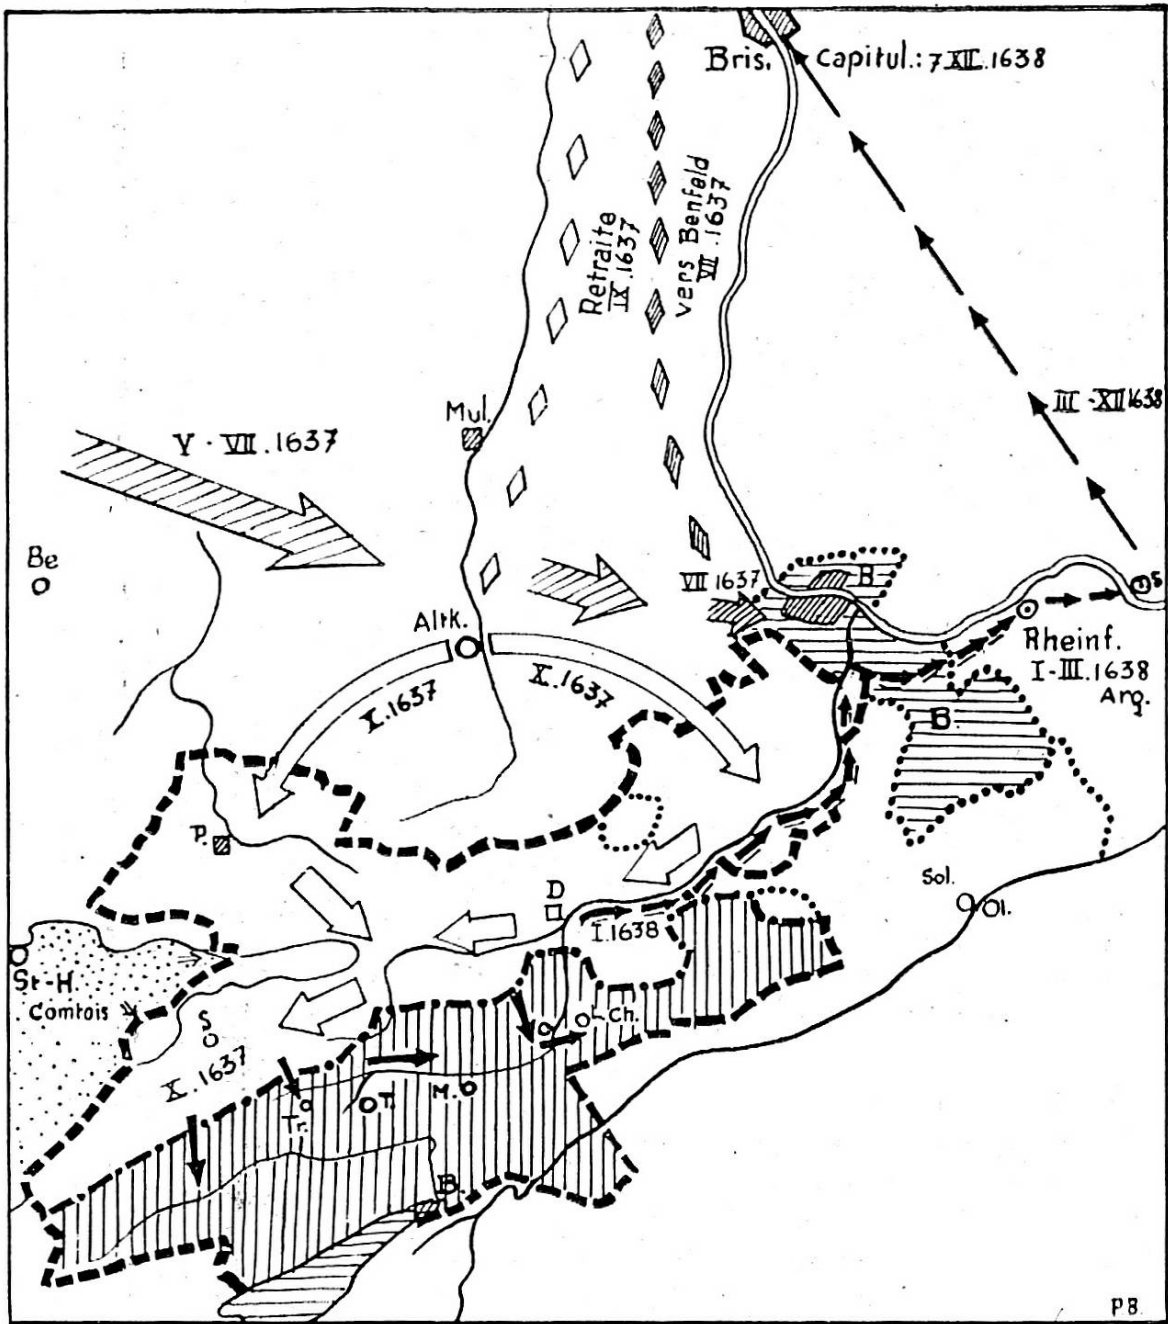 Bris. Capitul.: 7 XII. 1638
Retraite
IX. 1637
vers Benfeld
VII. 1637
III - XII 1638
Mul.
V · VII. 1637
Be
VII 1637
B
S.
Altk.
Rheinf.
I - III. 1638
Arg.
X. 1637
X. 1637
B.
P.
D
Sol.
Ol.
I. 1638
St-H.
Comtois
S
Ch.
X. 1637
Tr.
T.
M.
B.
PB.